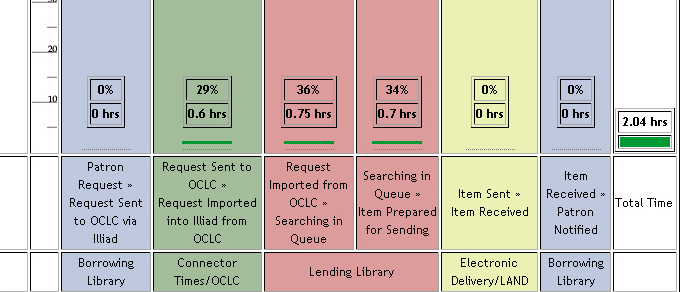 30
20
10
0%
0 hrs
29%
0.6 hrs
36%
0.75 hrs
34%
0.7 hrs
0%
0 hrs
0%
0 hrs
2.04 hrs
Patron
Request »
Request Sent
to OCLC via
Illiad
Request Sent to
OCLC »
Request Imported
into Illiad from
OCLC
Request
Imported from
OCLC »
Searching in
Queue
Searching in
Queue »
Item Prepared
for Sending
Item Sent »
Item Received
Item
Received »
Patron
Notified
Total Time
Borrowing
Library
Connector
Times/OCLC
Lending Library
Electronic
Delivery/LAND
Borrowing
Library